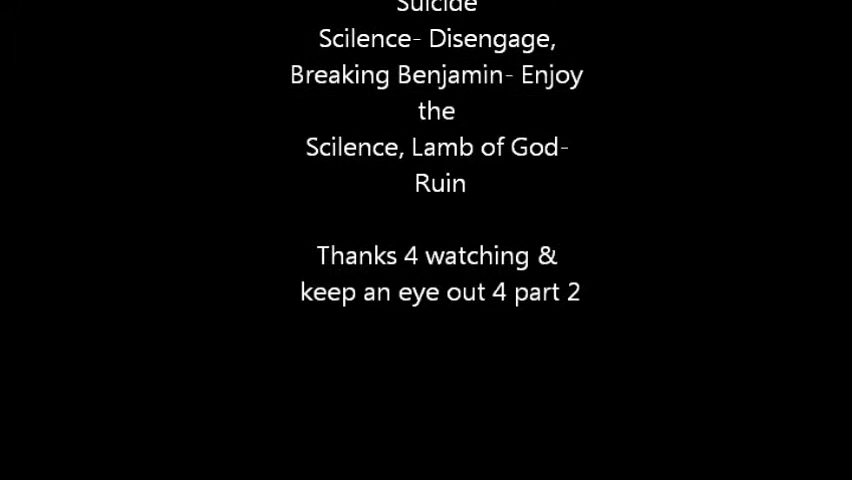 Suicide
Scilence- Disengage,
Breaking Benjamin- Enjoy
the
Scilence, Lamb of God-
Ruin
Thanks 4 watching &
keep an eye out 4 part 2